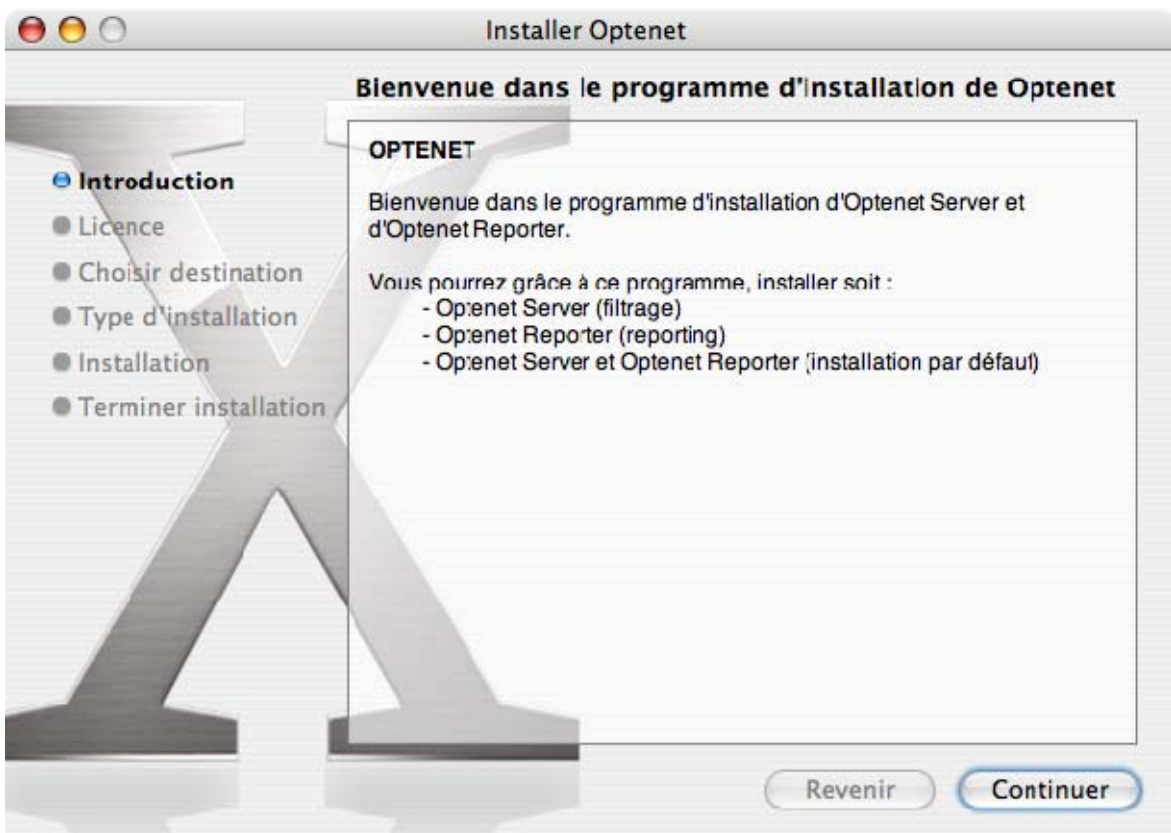 Installer Optenet
Bienvenue dans le programme d'installation de Optenet
Introduction
Licence
Choisir destination
Type d'installation
Installation
Terminer installation
OPTENET
Bienvenue dans le programme d'installation d'Optenet Server et
d'Optenet Reporter.
Vous pourrez grâce à ce programme, installer soit :
- Optenet Server (filtrage)
- Optenet Reporter (reporting)
- Optenet Server et Optenet Reporter (installation par défaut)
Revenir
Continuer